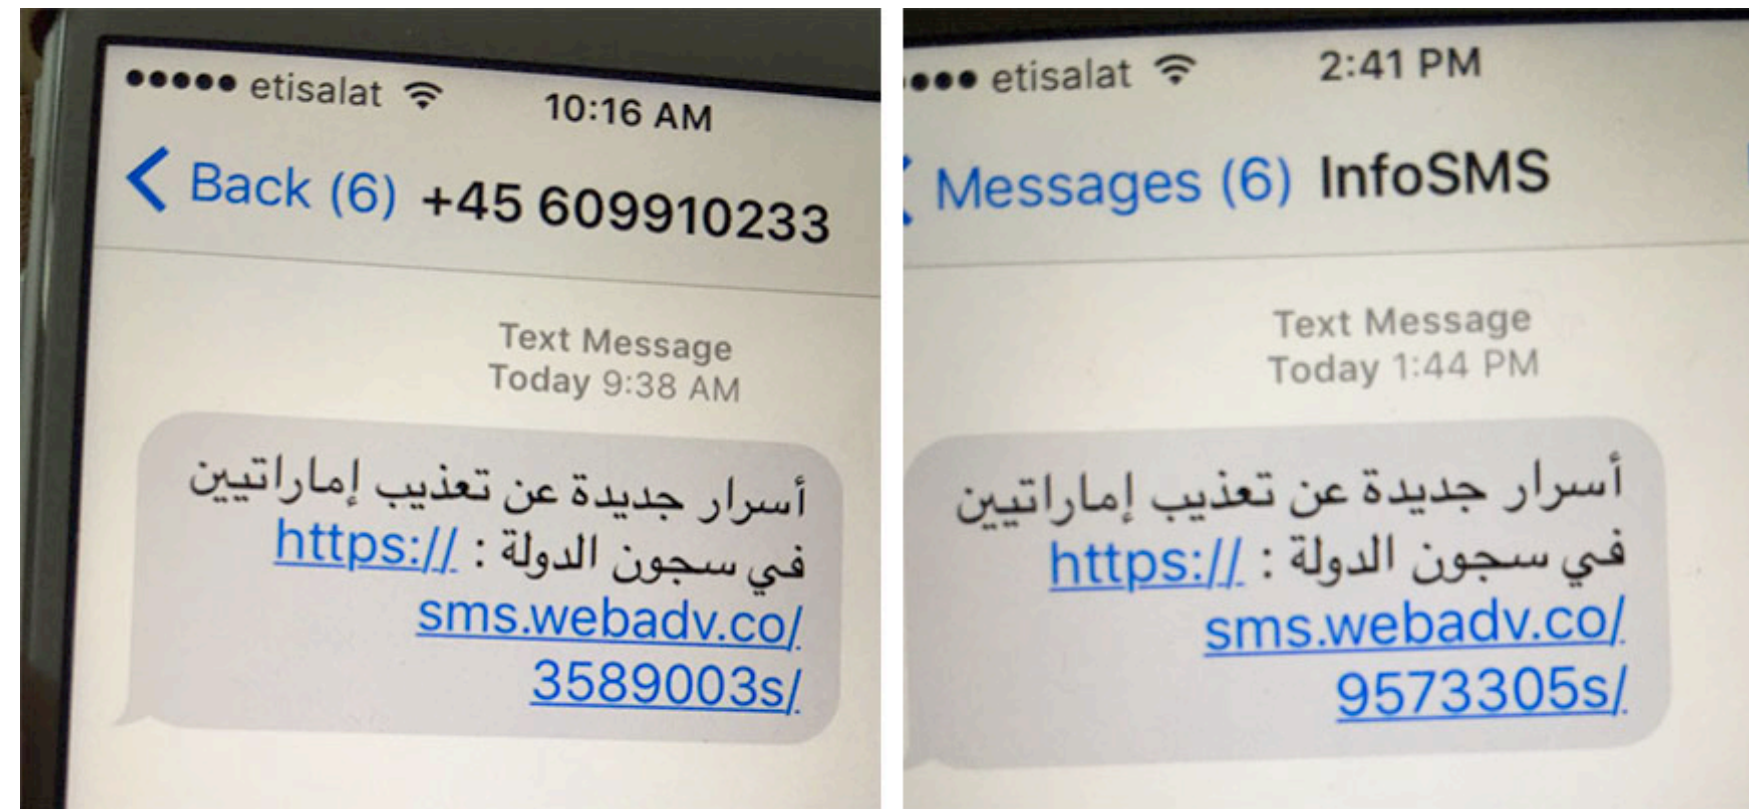 etisalat 10:16 AM
Back (6) +45 609910233
Text Message
Today 9:38 AM
أسرار جديدة عن تعذيب إماراتيين
في سجون الدولة : https://
sms.webadv.co/
3589003s/
etisalat 2:41 PM
Messages (6) InfoSMS
Text Message
Today 1:44 PM
أسرار جديدة عن تعذيب إماراتيين
في سجون الدولة : https://
sms.webadv.co/
9573305s/